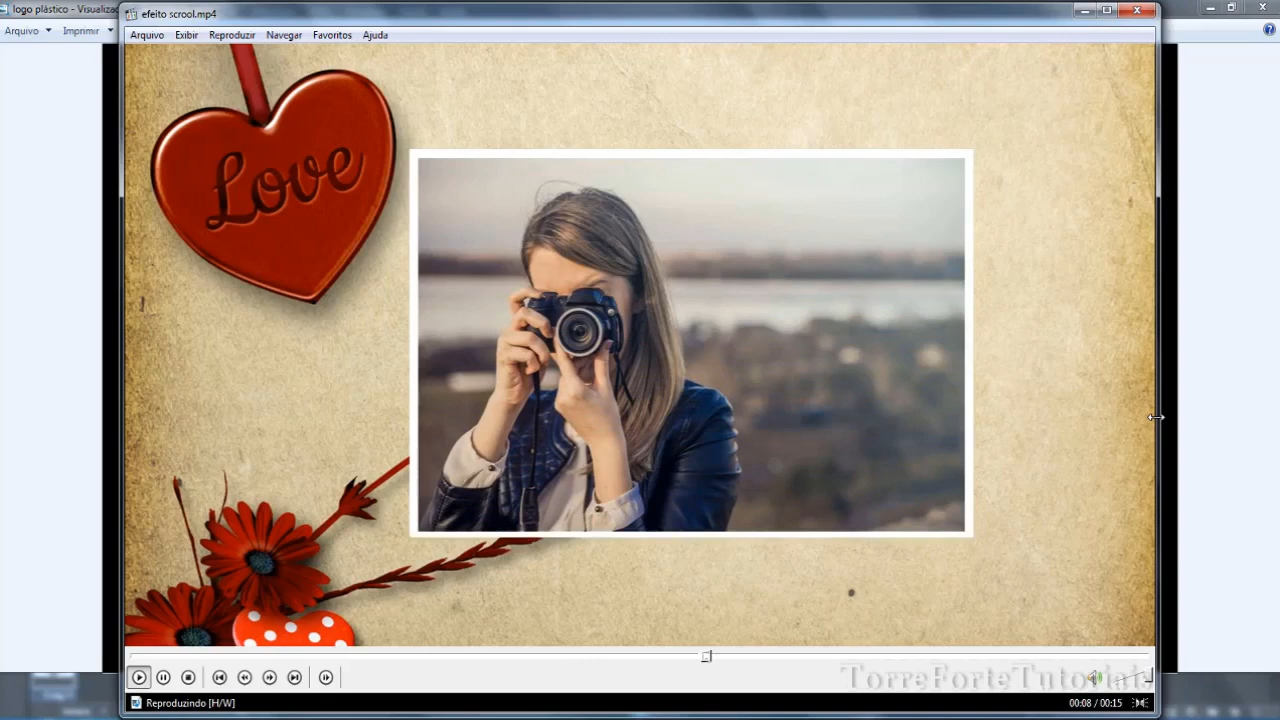 logo plástico - Visualiza
efeito scrool.mp4
Arquivo
Imprimir
Arquivo Exibir Reproduzir Navegar Favoritos Ajuda
Love
TorreForteTutoriais
Reproduzindo [H/W]
00:08 / 00:15